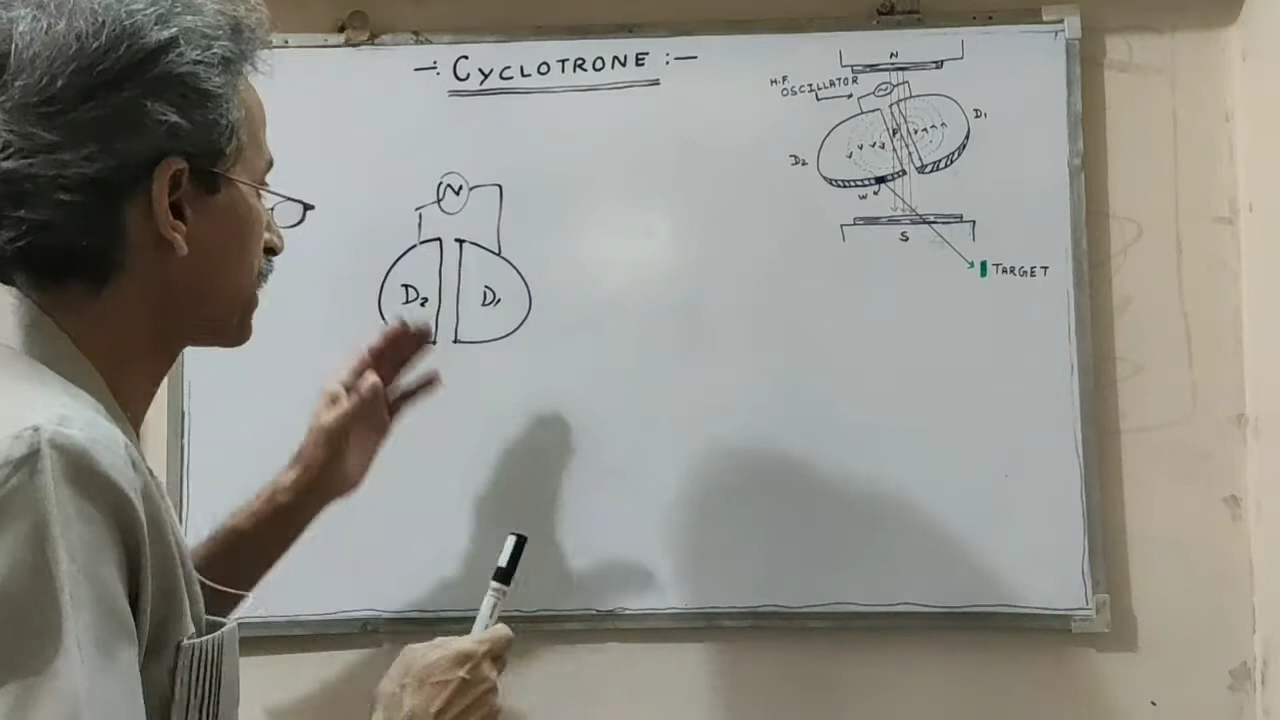 -: CYCLOTRONE :-
N
H.F.
OSCILLATOR
D1
D2
P
W
S
TARGET
D2
D1